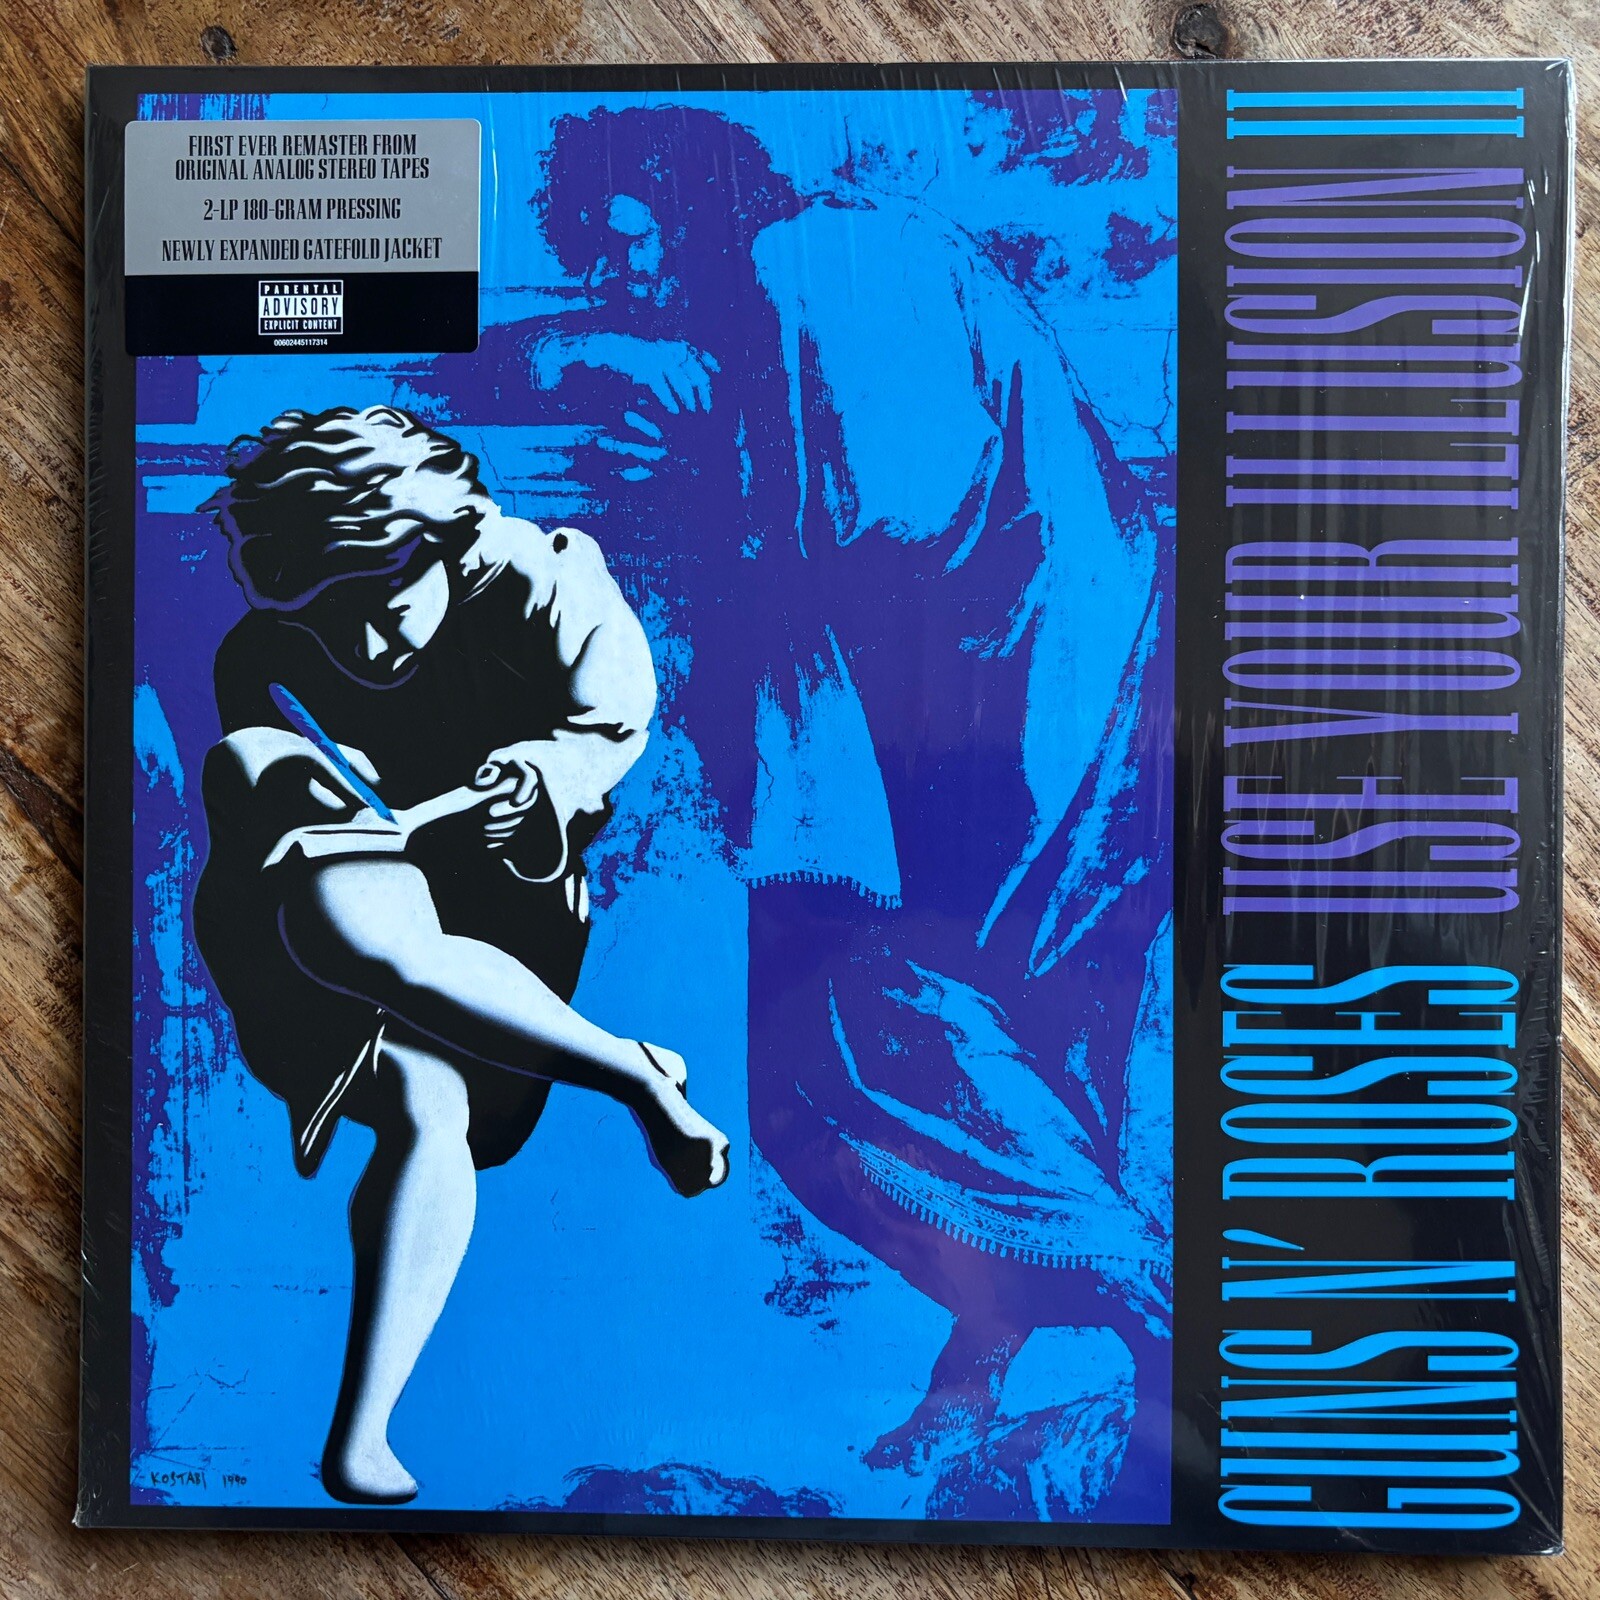 FIRST EVER REMASTER FROM
ORIGINAL ANALOG STEREO TAPES
2-LP 180-GRAM PRESSING
NEWLY EXPANDED GATEFOLD JACKET
PARENTAL
ADVISORY
EXPLICIT CONTENT
00602445117314
GUNS N' ROSES USE YOUR ILLUSION II
KOSTABI 1990